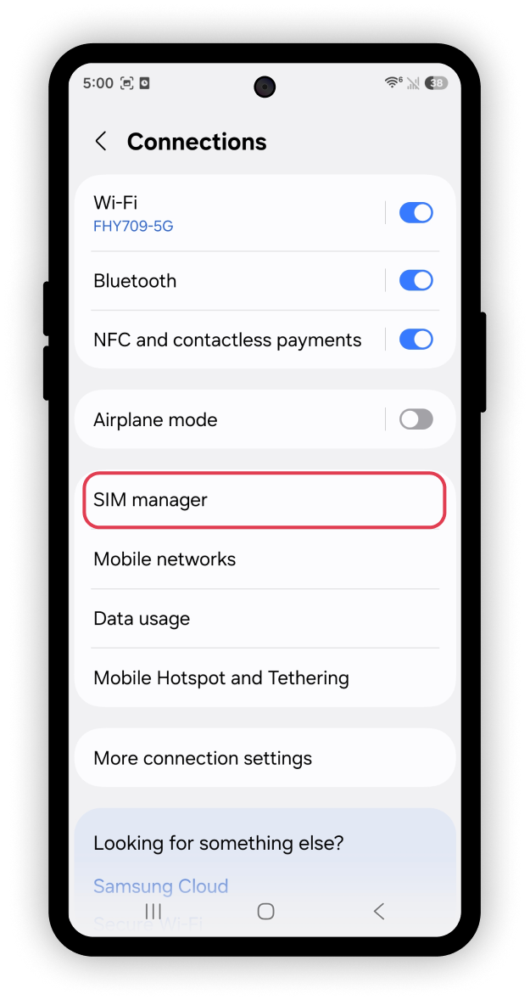 5:00
6
38
Connections
Wi-Fi
FHY709-5G
Bluetooth
NFC and contactless payments
Airplane mode
SIM manager
Mobile networks
Data usage
Mobile Hotspot and Tethering
More connection settings
Looking for something else?
Samsung Cloud
Secure Wi-Fi